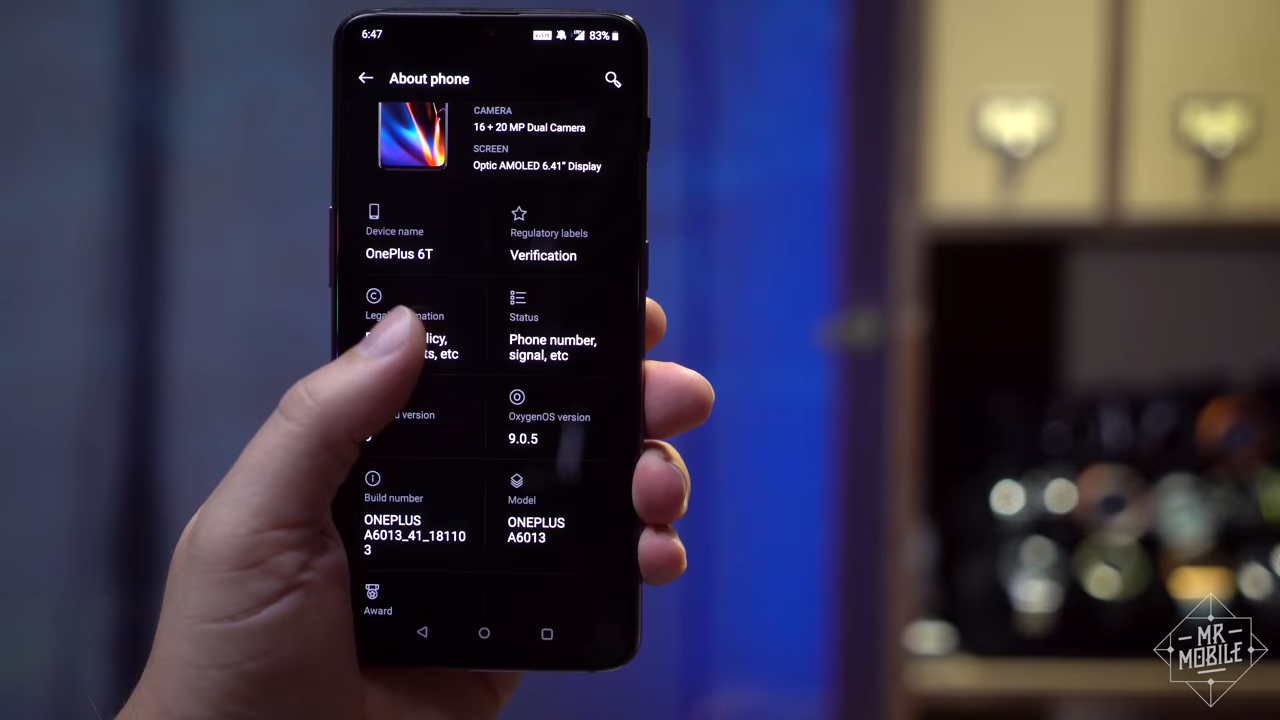 6:47
83%
About phone
CAMERA
16 + 20 MP Dual Camera
SCREEN
Optic AMOLED 6.41" Display
Device name
OnePlus 6T
Regulatory labels
Verification
Status
Phone number,
signal, etc
etc
version
OxygenOS version
9.0.5
Build number
ONEPLUS
A6013_41_18110
3
Model
ONEPLUS
A6013
Award
MR
MOBILE